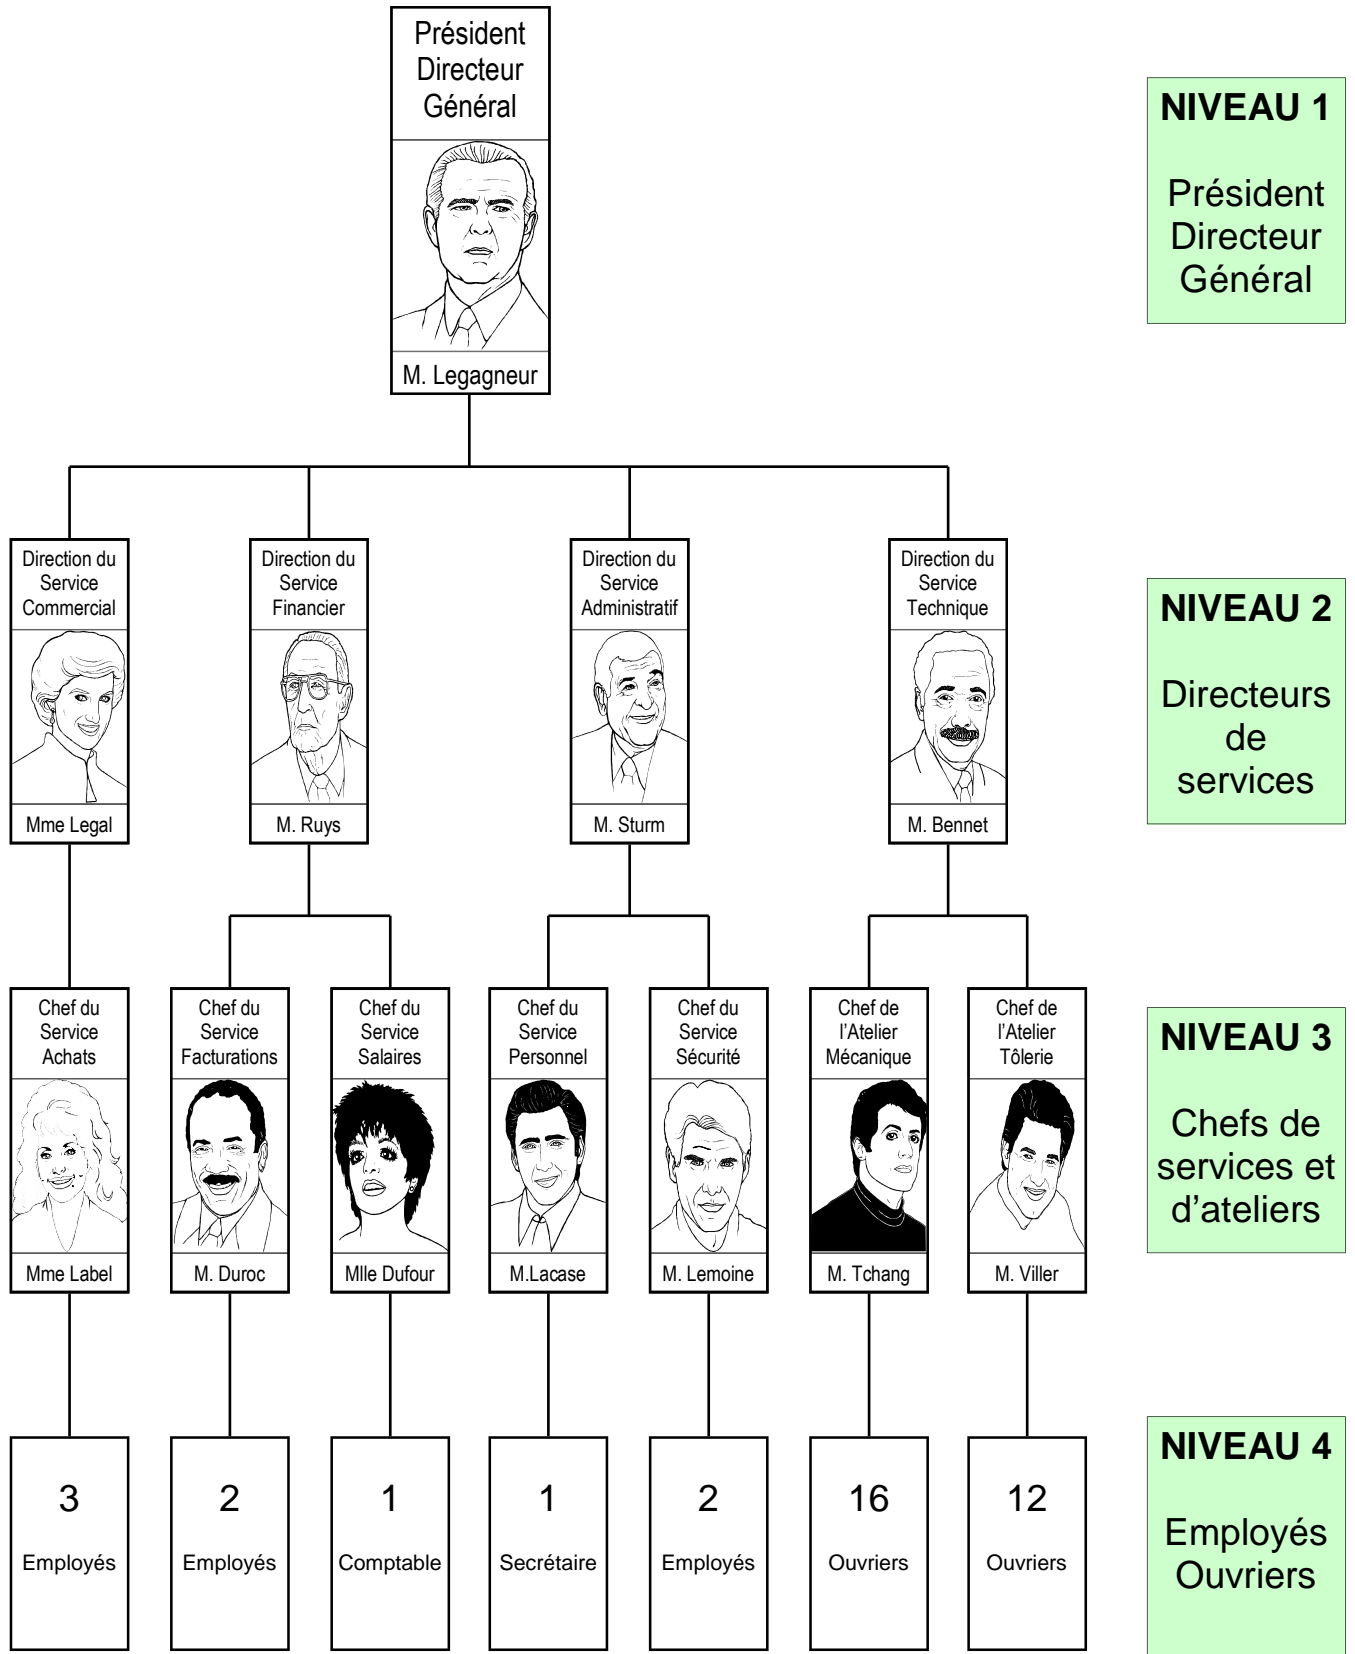 Président
Directeur
Général
M. Legagneur
NIVEAU 1
Président
Directeur
Général
Direction du
Service
Commercial
Mme Legal
Direction du
Service
Financier
M. Ruys
Direction du
Service
Administratif
M. Sturm
Direction du
Service
Technique
M. Bennet
NIVEAU 2
Directeurs
de
services
Chef du
Service
Achats
Mme Label
Chef du
Service
Facturations
M. Duroc
Chef du
Service
Salaires
Mlle Dufour
Chef du
Service
Personnel
M.Lacase
Chef du
Service
Sécurité
M. Lemoine
Chef de
l'Atelier
Mécanique
M. Tchang
Chef de
l'Atelier
Tôlerie
M. Viller
NIVEAU 3
Chefs de
services et
d'ateliers
3
Employés
2
Employés
1
Comptable
1
Secrétaire
2
Employés
16
Ouvriers
12
Ouvriers
NIVEAU 4
Employés
Ouvriers